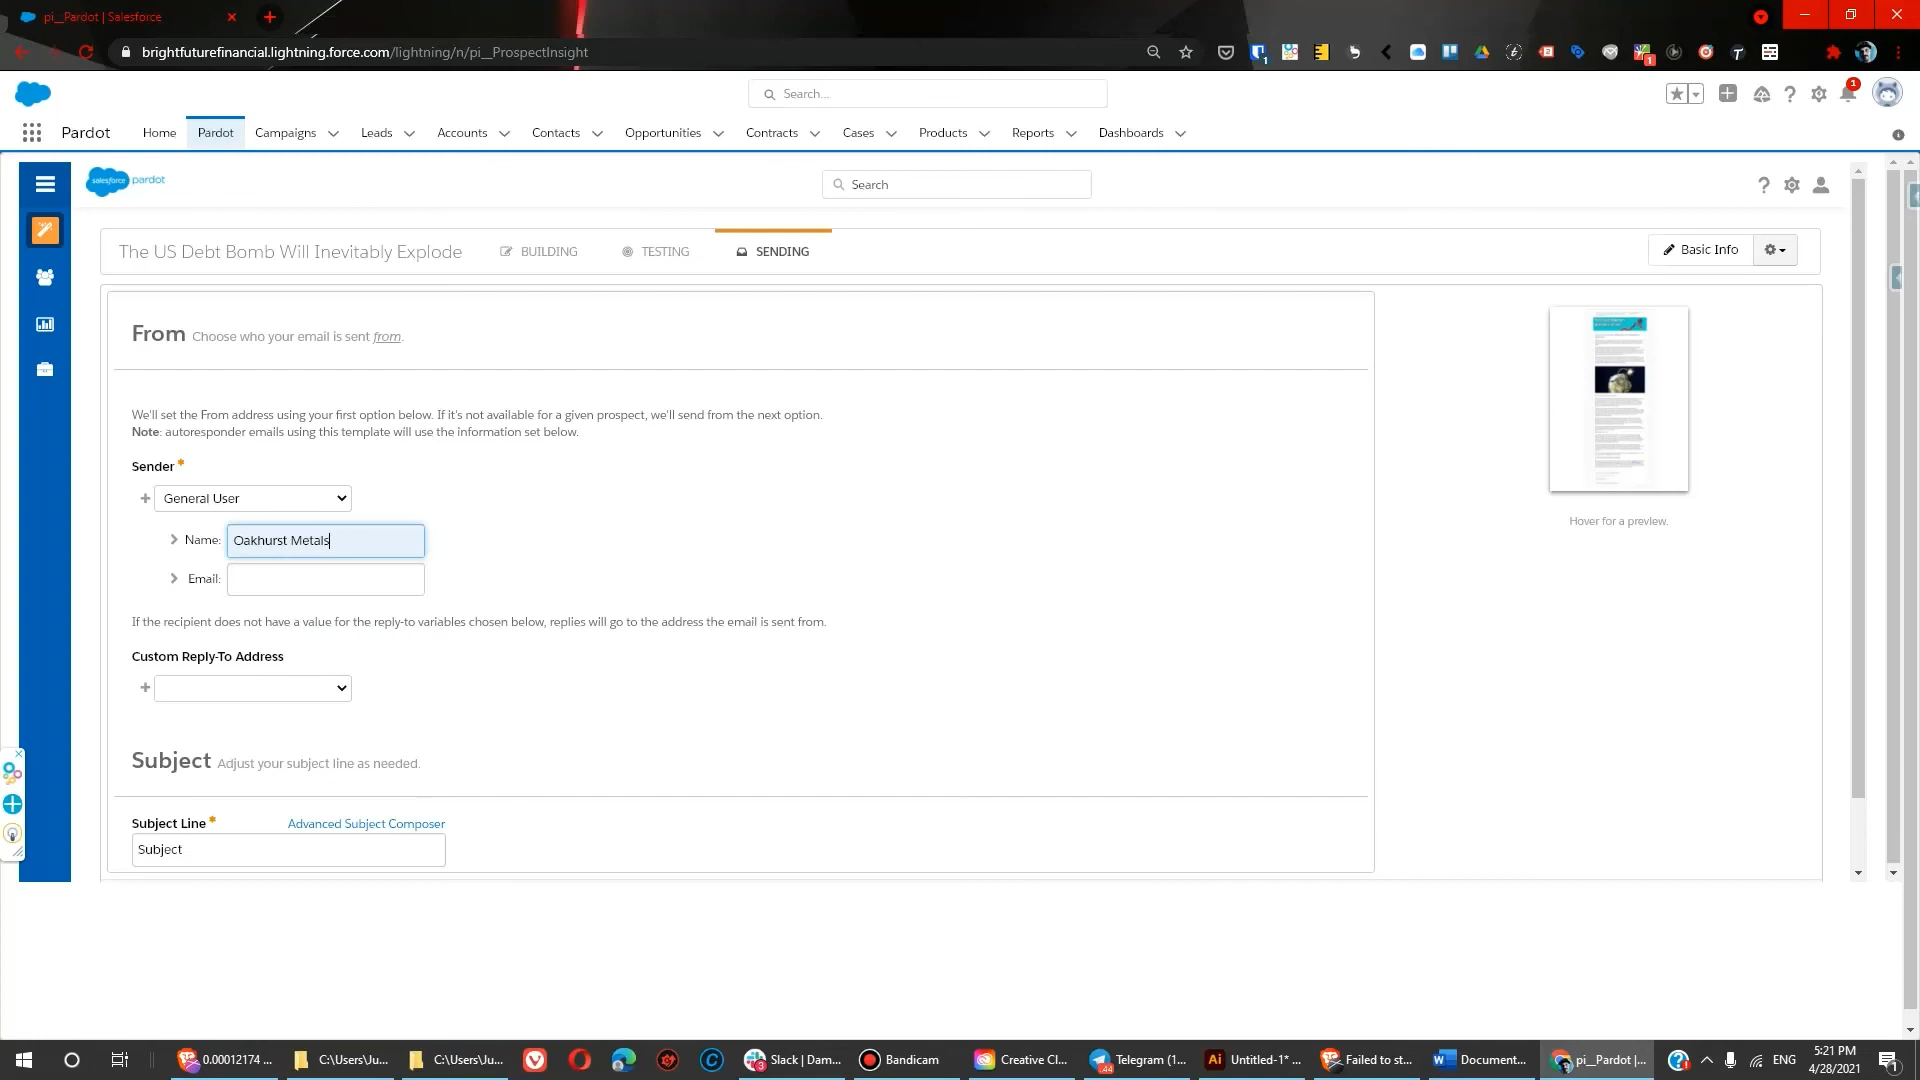 pi__Pardot | Salesforce
brightfuturefinancial.lightning.force.com/lightning/n/pi__ProspectInsight
Search...
Pardot
Home
Pardot
Campaigns
Leads
Accounts
Contacts
Opportunities
Contracts
Cases
Products
Reports
Dashboards
salesforce pardot
Search
The US Debt Bomb Will Inevitably Explode
BUILDING
TESTING
SENDING
Basic Info
From Choose who your email is sent from.
We'll set the From address using your first option below. If it's not available for a given prospect, we'll send from the next option.
Note: autoresponder emails using this template will use the information set below.
Sender *
General User
Name: Oakhurst Metals
Email:
Hover for a preview.
If the recipient does not have a value for the reply-to variables chosen below, replies will go to the address the email is sent from.
Custom Reply-To Address
Subject Adjust your subject line as needed.
Subject Line *
Advanced Subject Composer
Subject
0.00012174 ...
C:\Users\Ju...
C:\Users\Ju...
Slack | Dam...
Bandicam
Creative Cl...
Telegram (1...
Untitled-1* ...
Failed to st...
Document...
pi__Pardot |...
ENG
5:21 PM
4/28/2021